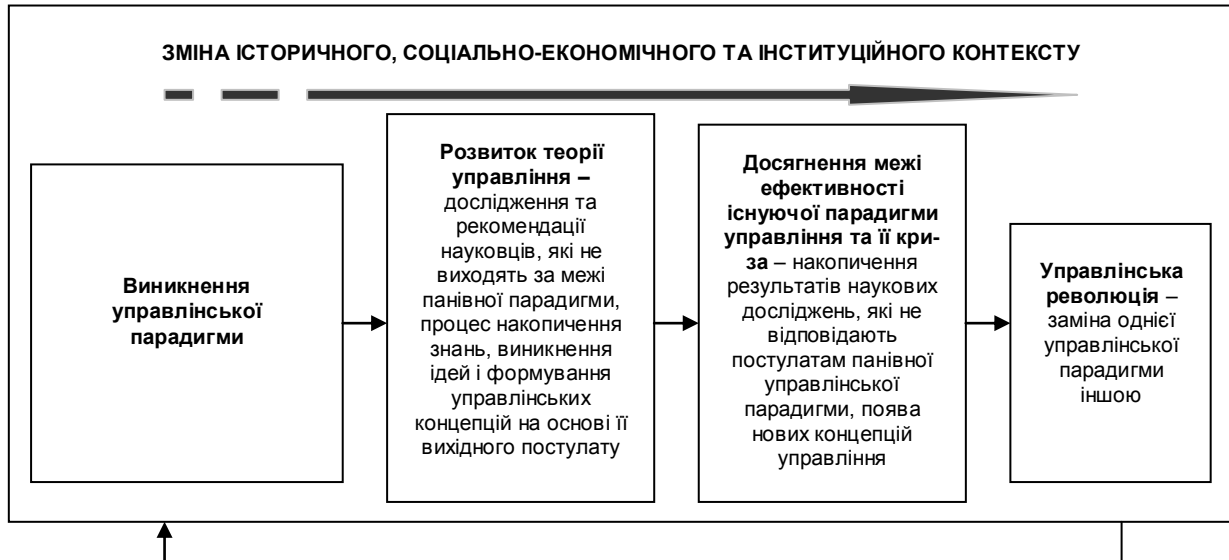 ЗМІНА ІСТОРИЧНОГО, СОЦІАЛЬНО-ЕКОНОМІЧНОГО ТА ІНСТИТУЦІЙНОГО КОНТЕКСТУ
Виникнення
управлінської
парадигми
Розвиток теорії
управління –
дослідження та
рекомендації
науковців, які не
виходять за межі
панівної парадигми,
процес накопичення
знань, виникнення
ідей і формування
управлінських
концепцій на основі її
вихідного постулату
Досягнення межі
ефективності
існуючої парадигми
управління та її кри-
за – накопичення
результатів наукових
досліджень, які не
відповідають
постулатам панівної
управлінської
парадигми, поява
нових концепцій
управління
Управлінська
революція –
заміна однієї
управлінської
парадигми
іншою